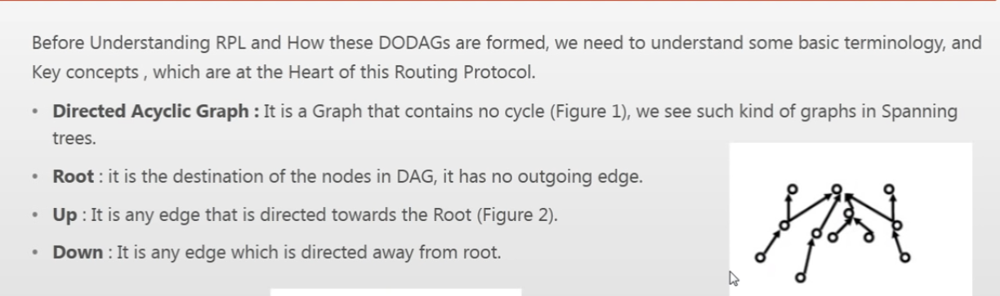 Before Understanding RPL and How these DODAGs are formed, we need to understand some basic terminology, and
Key concepts , which are at the Heart of this Routing Protocol.
• Directed Acyclic Graph : It is a Graph that contains no cycle (Figure 1), we see such kind of graphs in Spanning
trees.
• Root : it is the destination of the nodes in DAG, it has no outgoing edge.
• Up : It is any edge that is directed towards the Root (Figure 2).
• Down : It is any edge which is directed away from root.